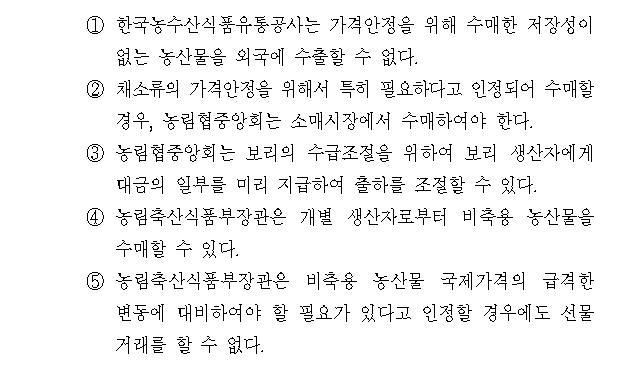 ① 한국농수산식품유통공사는 가격안정을 위해 수매한 저장성이
없는 농산물을 외국에 수출할 수 없다.
② 채소류의 가격안정을 위해서 특히 필요하다고 인정되어 수매할
경우, 농림협중앙회는 소매시장에서 수매하여야 한다.
③ 농림협중앙회는 보리의 수급조절을 위하여 보리 생산자에게
대금의 일부를 미리 지급하여 출하를 조절할 수 있다.
④ 농림축산식품부장관은 개별 생산자로부터 비축용 농산물을
수매할 수 있다.
⑤ 농림축산식품부장관은 비축용 농산물 국제가격의 급격한
변동에 대비하여야 할 필요가 있다고 인정할 경우에도 선물
거래를 할 수 없다.